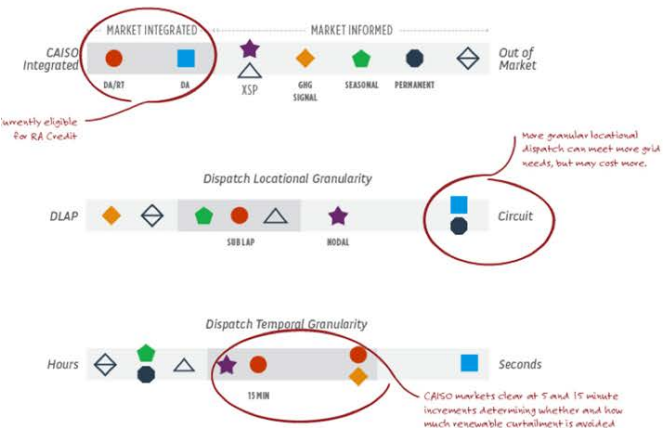 MARKET INTEGRATED MARKET INFORMED
CAISO
Integrated
DA/RT DA XSP GHG
SIGNAL SEASONAL PERMANENT
Out of
Market
urrently eligible
for RA Credit
More granular locational
dispatch can meet more grid
needs, but may cost more.
Dispatch Locational Granularity
DLAP
SUB LAP NODAL
Circuit
Dispatch Temporal Granularity
Hours
15 MIN
Seconds
CAISO markets clear at 5 and 15 minute
increments determining whether and how
much renewable curtailment is avoided